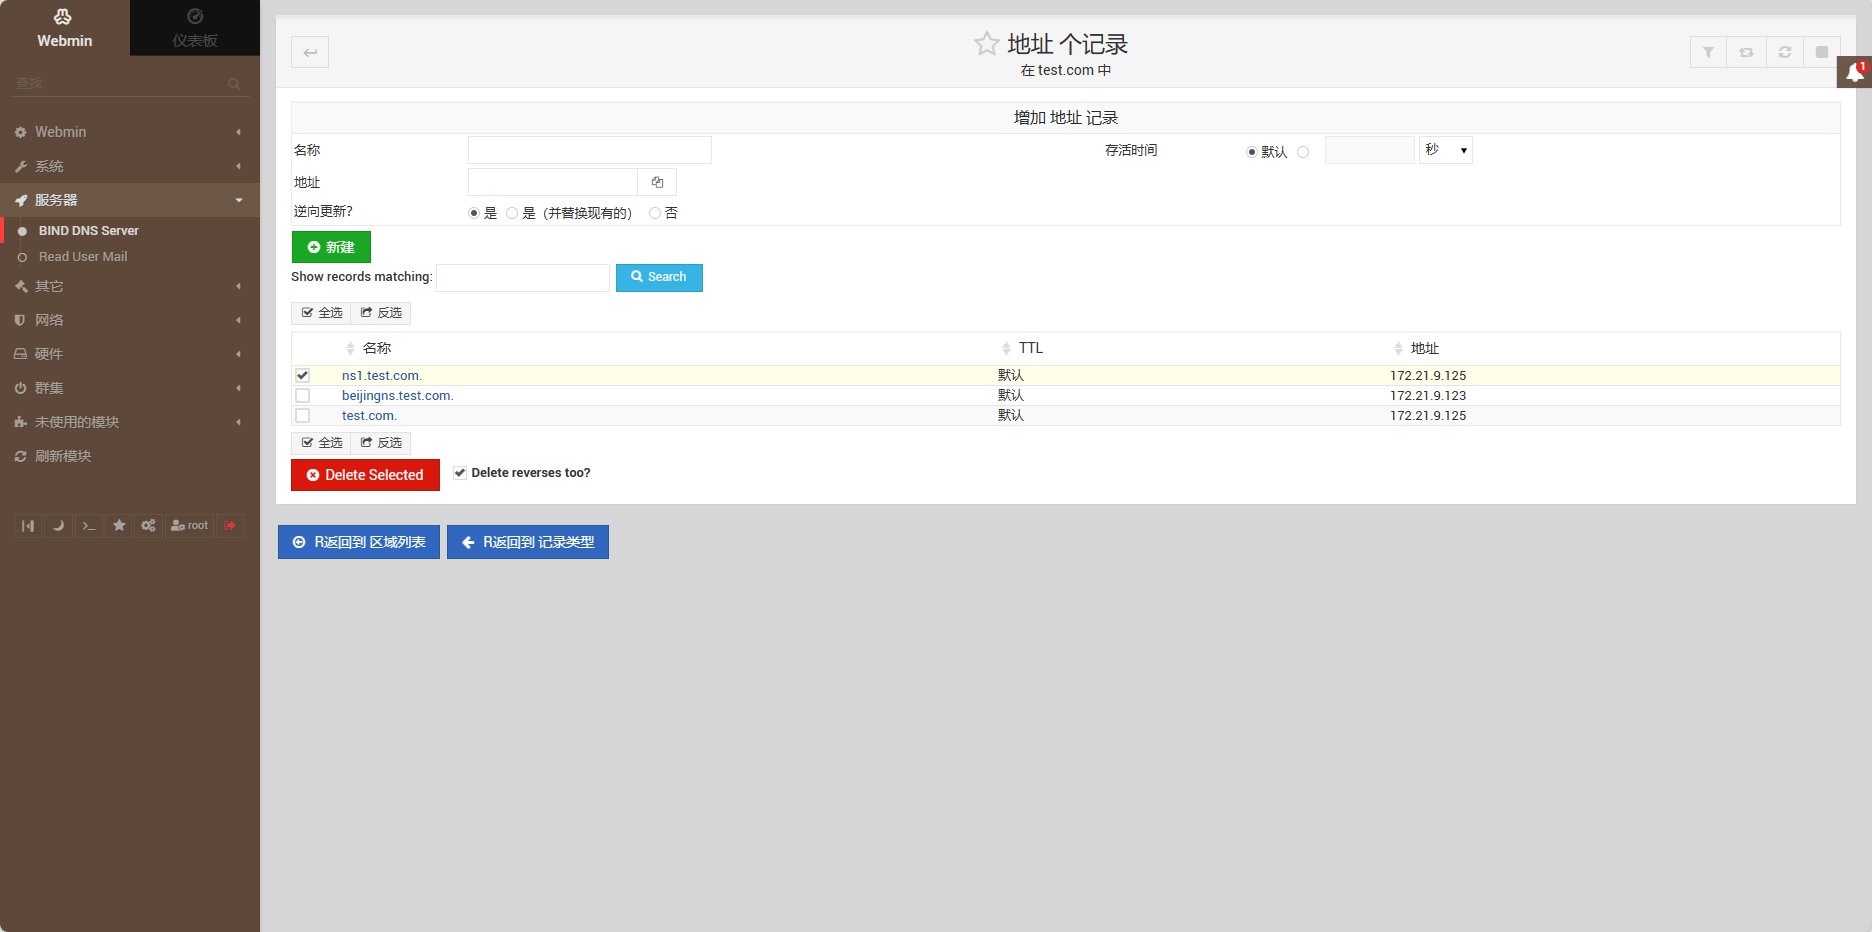 Webmin
仪表板
查找
Webmin
系统
服务器
BIND DNS Server
Read User Mail
其它
网络
硬件
群集
未使用的模块
刷新模块
root
地址 个记录
在 test.com 中
1
增加 地址 记录
名称
存活时间 默认 秒
地址
逆向更新? 是 是（并替换现有的） 否
新建
Show records matching: Search
全选 反选
名称 TTL 地址
ns1.test.com. 默认 172.21.9.125
beijingns.test.com. 默认 172.21.9.123
test.com. 默认 172.21.9.125
全选 反选
Delete Selected Delete reverses too?
R返回到 区域列表 R返回到 记录类型